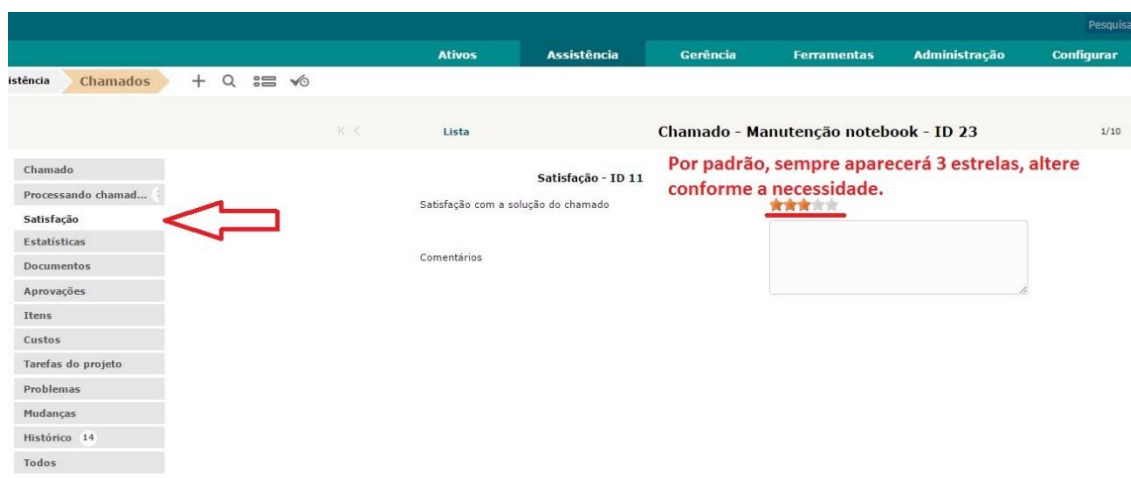 Pesquisa
Ativos Assistência Gerência Ferramentas Administração Configurar
istência Chamados
Lista Chamado - Manutenção notebook - ID 23 1/10
Chamado
Processando chamad...
Satisfação
Estatísticas
Documentos
Aprovações
Itens
Custos
Tarefas do projeto
Problemas
Mudanças
Histórico 14
Todos
Satisfação - ID 11
Por padrão, sempre aparecerá 3 estrelas, altere
conforme a necessidade.
Satisfação com a solução do chamado
Comentários